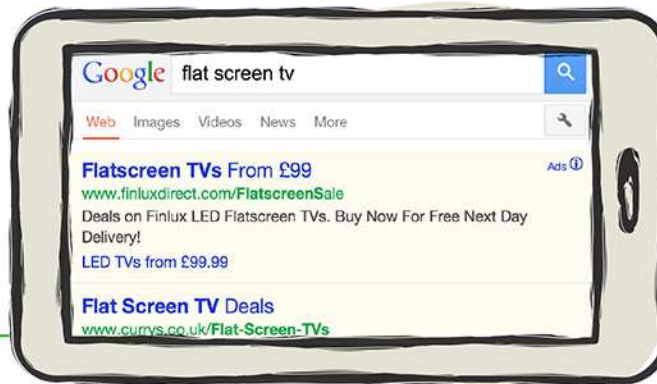 Google flat screen tv
Web Images Videos News More
Flatscreen TVs From £99 Ads
www.finluxdirect.com/FlatscreenSale
Deals on Finlux LED Flatscreen TVs. Buy Now For Free Next Day
Delivery!
LED TVs from £99.99
Flat Screen TV Deals
www.currys.co.uk/Flat-Screen-TVs